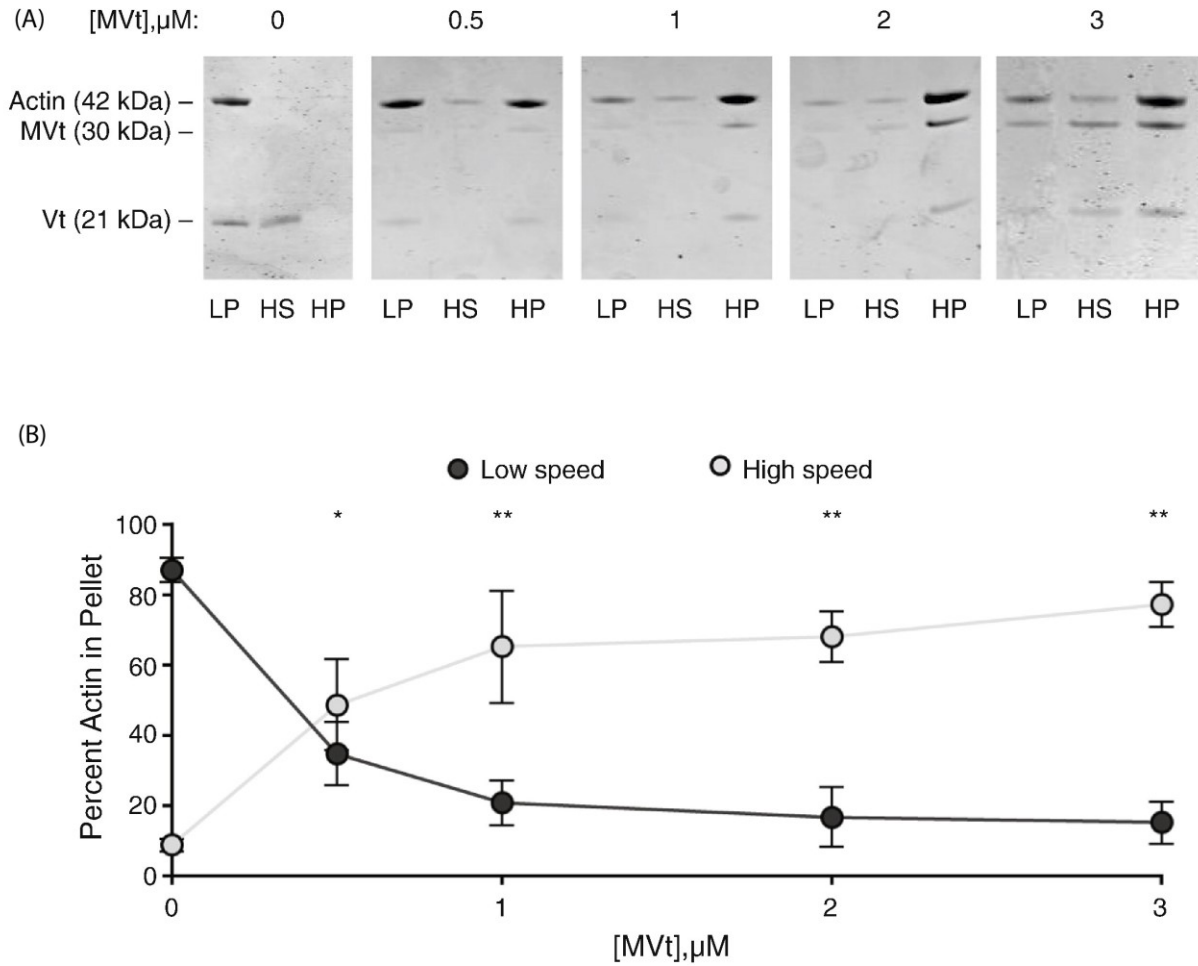 (A) [MVt],µM: 0 0.5 1 2 3
Actin (42 kDa) –
MVt (30 kDa) –
Vt (21 kDa) –
LP HS HP LP HS HP LP HS HP LP HS HP LP HS HP
(B)
Low speed High speed
* ** ** **
Percent Actin in Pellet
100
80
60
40
20
0
0 1 2 3
[MVt],µM